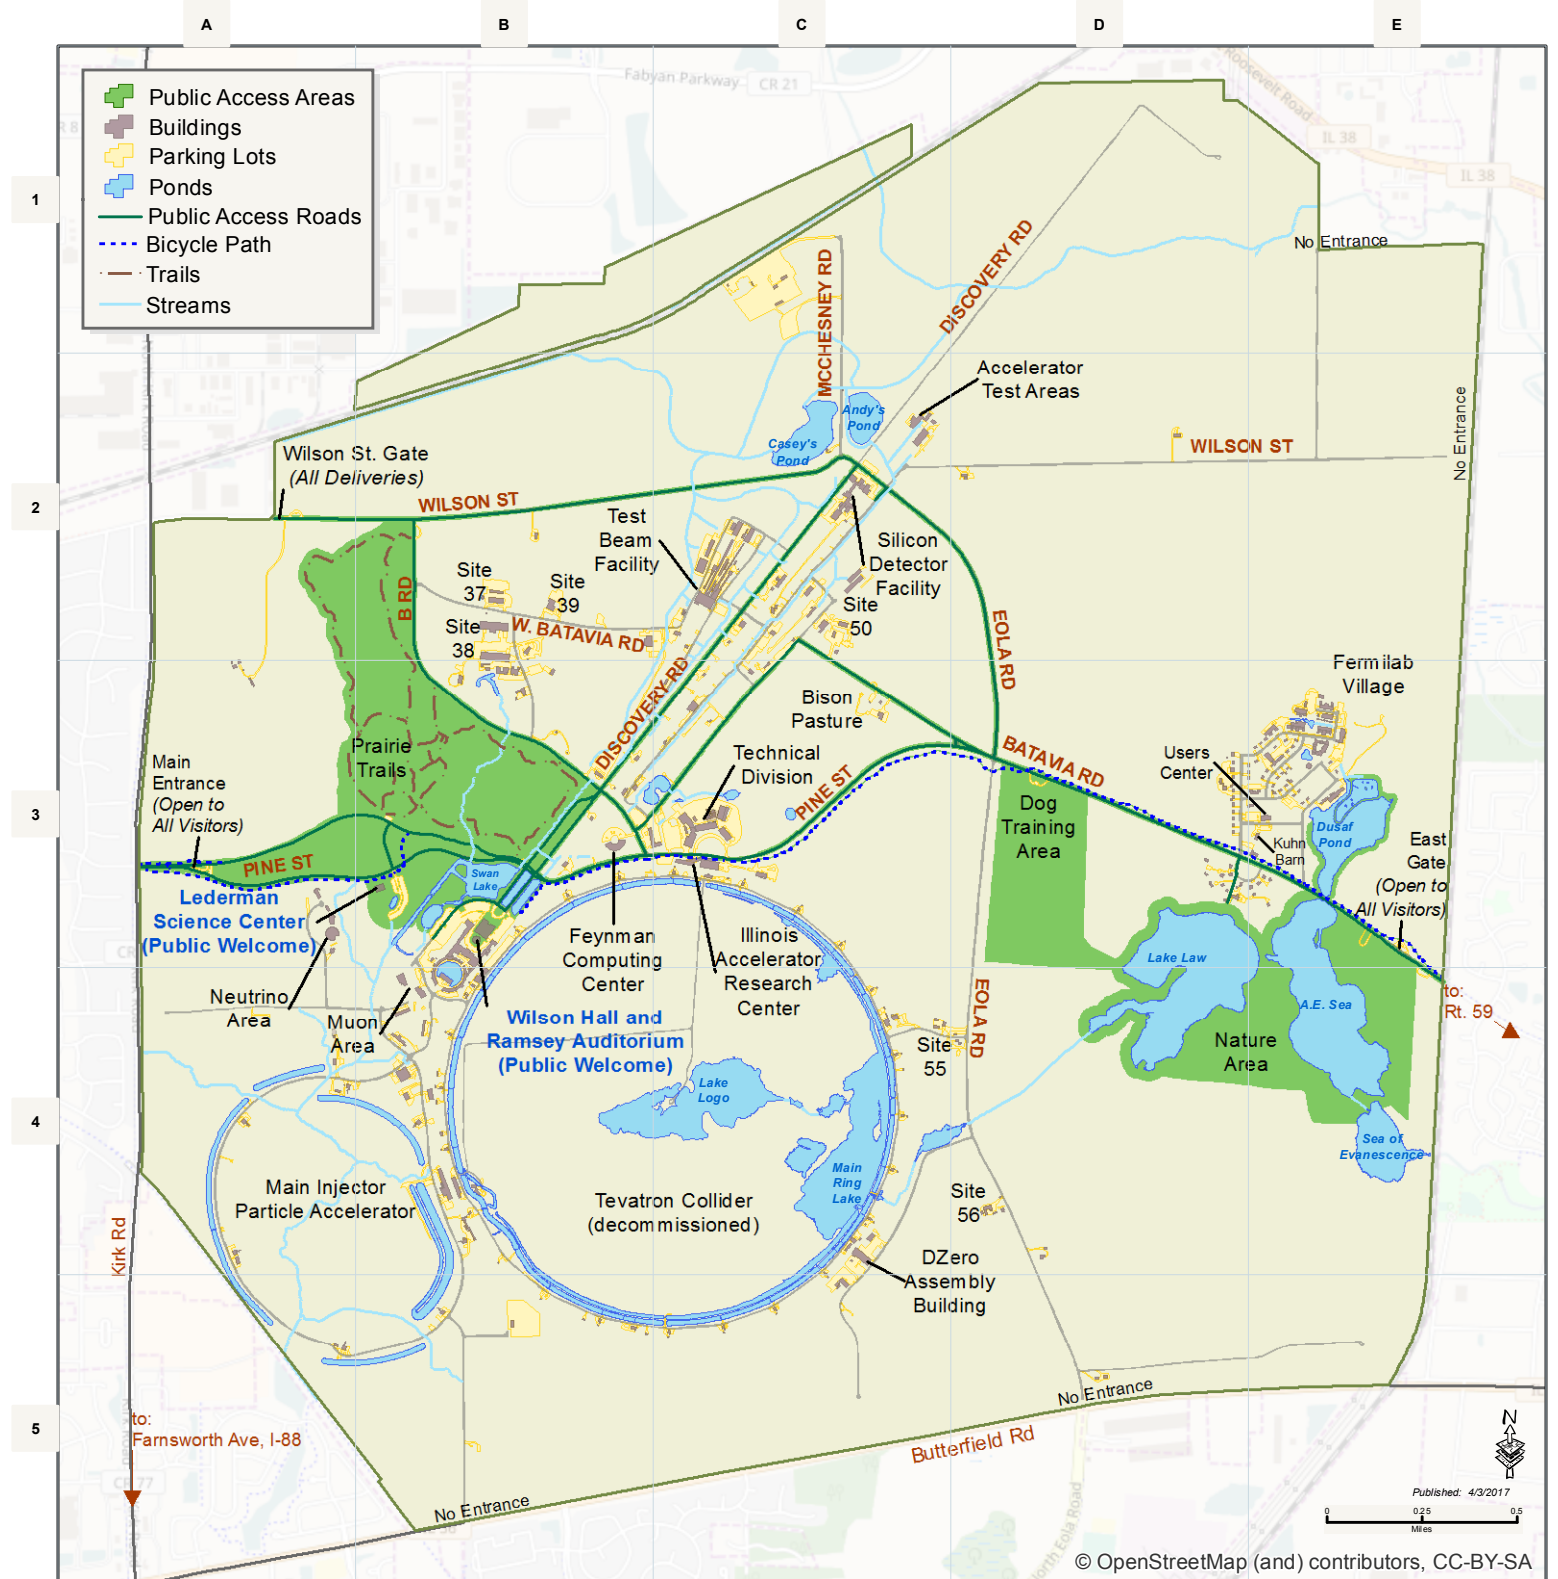 A
B
C
D
E
1
2
3
4
5
Public Access Areas
Buildings
Parking Lots
Ponds
Public Access Roads
Bicycle Path
Trails
Streams
Fabyan Parkway
CR 21
Roosevelt Road
IL 38
IL 38
No Entrance
MCCHESNEY RD
DISCOVERY RD
Accelerator
Test Areas
Andy's
Pond
Casey's
Pond
WILSON ST
No Entrance
Wilson St. Gate
(All Deliveries)
WILSON ST
Test
Beam
Facility
Silicon
Detector
Facility
Site
37
Site
39
Site
38
Site
50
B RD
W. BATAVIA RD
EOLA RD
DISCOVERY RD
Fermilab
Village
Bison
Pasture
Prairie
Trails
Technical
Division
Users
Center
BATAVIA RD
PINE ST
Main
Entrance
(Open to
All Visitors)
Dog
Training
Area
Dusaf
Pond
Kuhn
Barn
East
Gate
(Open to
All Visitors)
PINE ST
Swan
Lake
Lederman
Science Center
(Public Welcome)
Feynman
Computing
Center
Illinois
Accelerator
Research
Center
Lake Law
A.E. Sea
Neutrino
Area
Muon
Area
Wilson Hall and
Ramsey Auditorium
(Public Welcome)
EOLA RD
to:
Rt. 59
Site
55
Nature
Area
Lake
Logo
Sea of
Evanescence
Main
Ring
Lake
Main Injector
Particle Accelerator
Tevatron Collider
(decommissioned)
Site
56
Kirk Rd
DZero
Assembly
Building
No Entrance
to:
Farnsworth Ave, I-88
Butterfield Rd
CR 77
No Entrance
North Eola Road
N
Published: 4/3/2017
0 0.25 0.5
Miles
© OpenStreetMap (and) contributors, CC-BY-SA